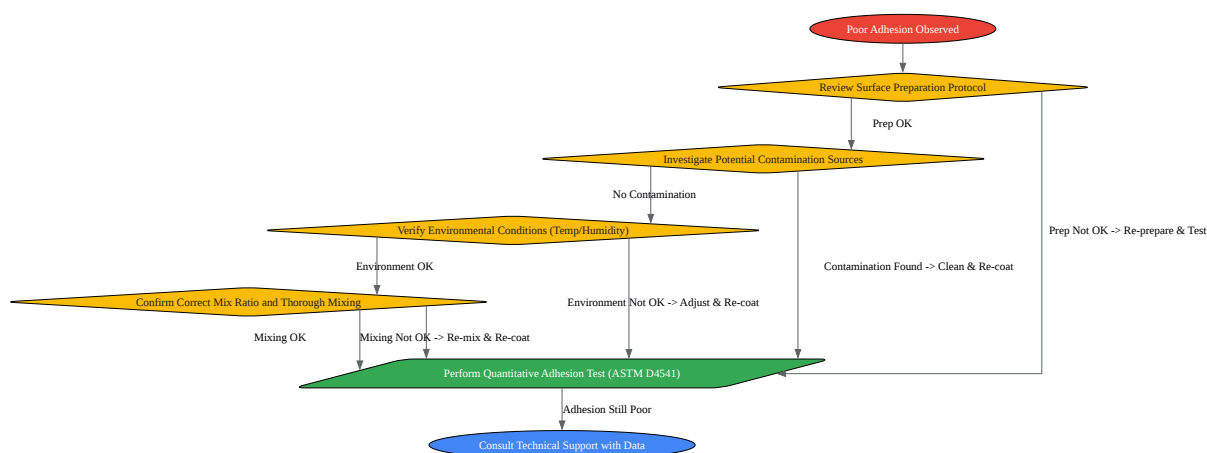 Poor Adhesion Observed
Review Surface Preparation Protocol
Prep OK
Investigate Potential Contamination Sources
No Contamination
Verify Environmental Conditions (Temp/Humidity)
Prep Not OK -> Re-prepare & Test
Environment OK
Contamination Found -> Clean & Re-coat
Confirm Correct Mix Ratio and Thorough Mixing
Environment Not OK -> Adjust & Re-coat
Mixing OK
Mixing Not OK -> Re-mix & Re-coat
Perform Quantitative Adhesion Test (ASTM D4541)
Adhesion Still Poor
Consult Technical Support with Data